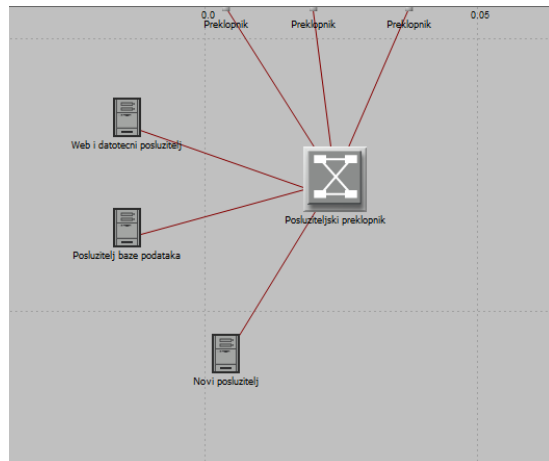 0.0
0.05
Preklopnik
Preklopnik
Preklopnik
Web i datotecni posluzitelj
Posluziteljski preklopnik
Posluzitelj baze podataka
Novi posluzitelj